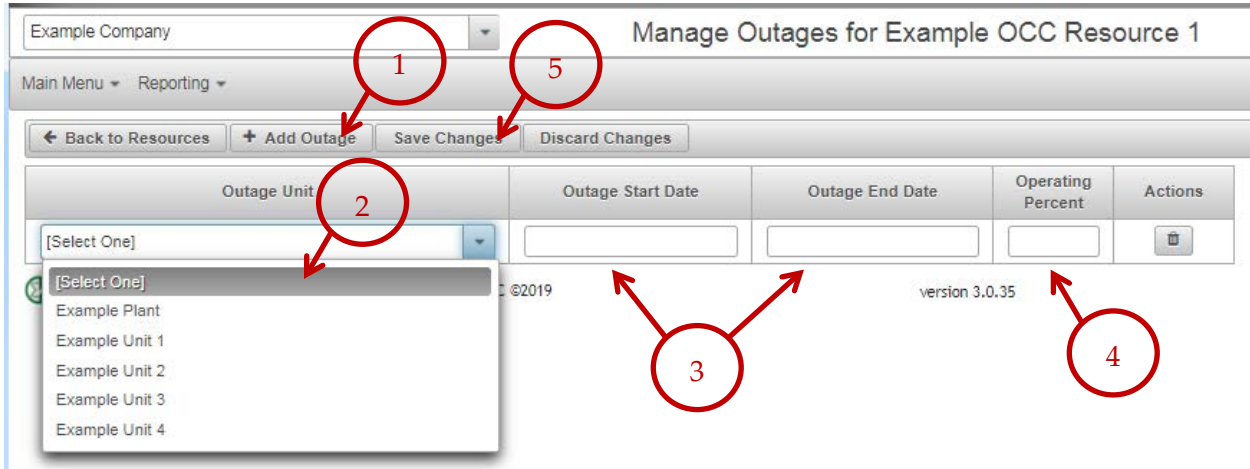 Example Company
Manage Outages for Example OCC Resource 1
1
5
Main Menu Reporting
Back to Resources + Add Outage Save Changes Discard Changes
Outage Unit Outage Start Date Outage End Date Operating Percent Actions
2
[Select One]
[Select One]
©2019 version 3.0.35
Example Plant
Example Unit 1
Example Unit 2
Example Unit 3
Example Unit 4
3
4